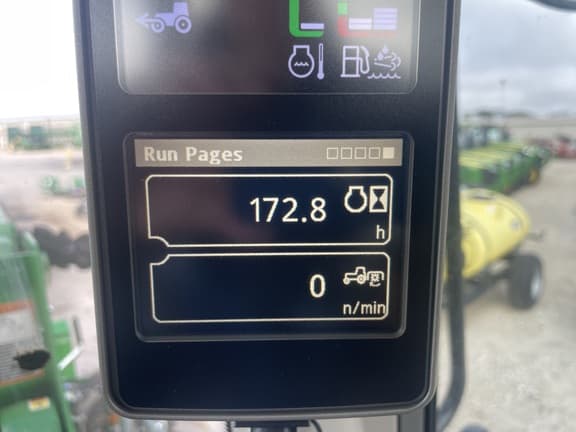 Run Pages
172.8
h
0
n/min